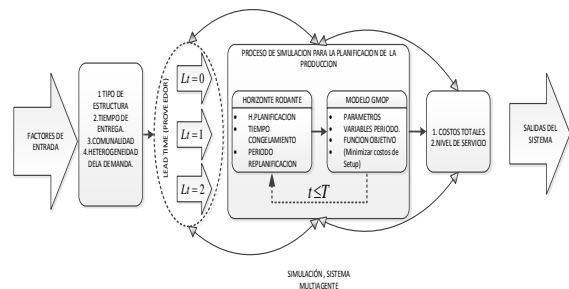 PROCESO DE SIMULACION PARA LA PLANIFICACION DE LA
PRODUCCION
FACTORES DE
ENTRADA
1 TIPO DE
ESTRUCTURA
2.TIEMPO DE
ENTREGA.
3.COMUNALIDAD
4.HETEROGENEIDAD
DE LA DEMANDA.
LEAD TIME (PROVEEDOR)
Lt = 0
Lt = 1
Lt = 2
HORIZONTE RODANTE
• H.PLANIFICACION
• TIEMPO
CONGELAMIENTO
• PERIODO
REPLANIFICACION
MODELO GMOP
• PARAMETROS
• VARIABLES PERIODO.
• FUNCION OBJETIVO
(Minimizar costos de
Setup)
t ≤ T
1. COSTOS TOTALES
2.NIVEL DE SERVICIO
SALIDAS DEL
SISTEMA
SIMULACIÓN, SISTEMA
MULTIAGENTE